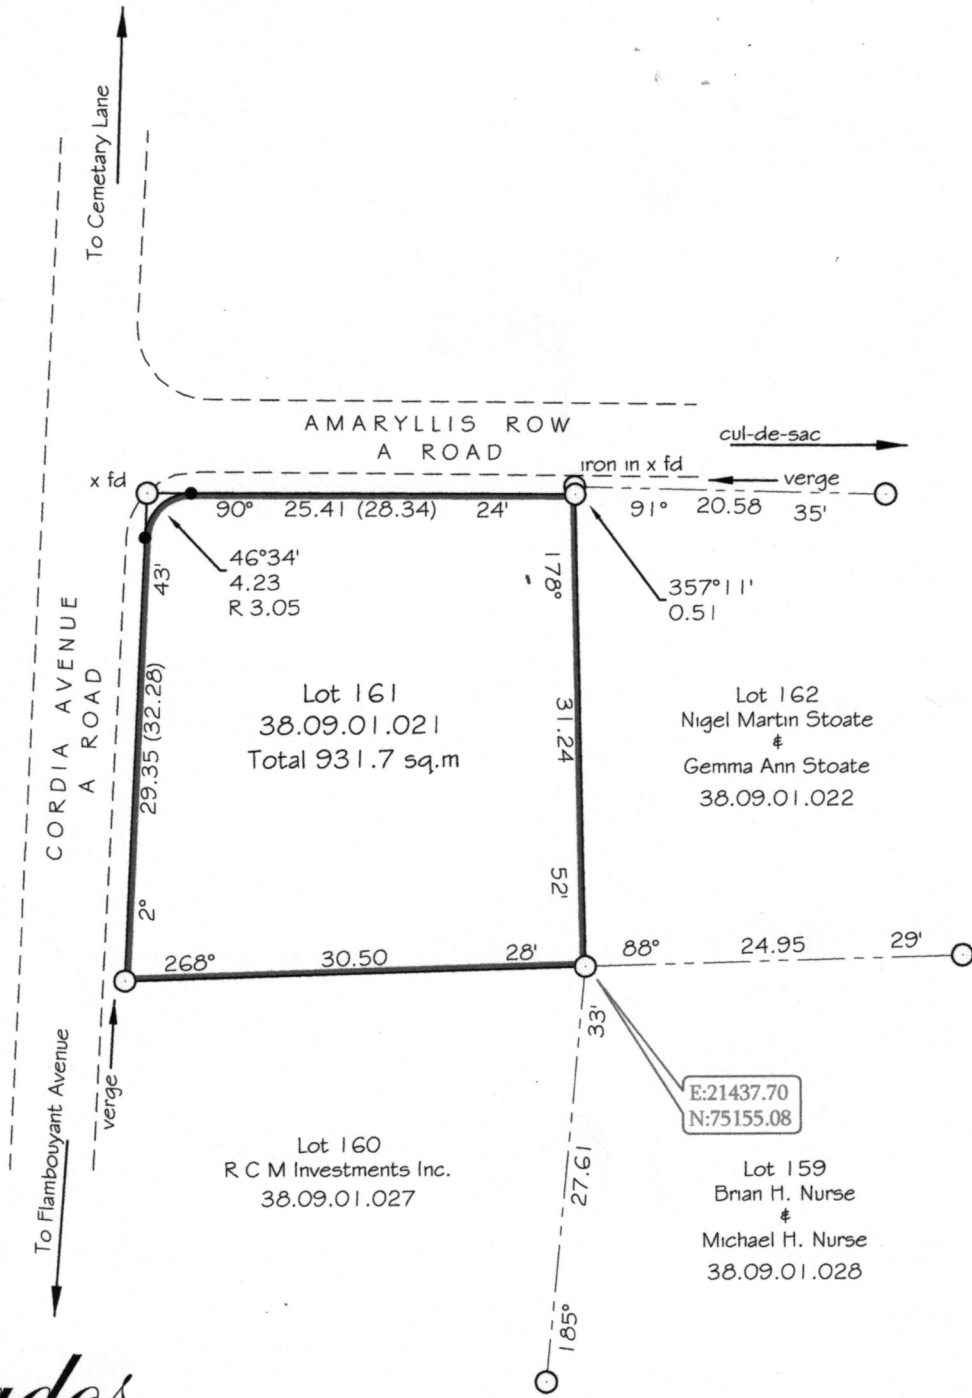 To Cemetary Lane
AMARYLLIS ROW
A ROAD
cul-de-sac
x fd
iron in x fd
verge
90° 25.41 (28.34) 24'
91° 20.58 35'
46°34'
4.23
R 3.05
357°11'
0.51
43'
29.35 (32.28)
2°
178°
31.24
52'
CORDIA AVENUE
A ROAD
Lot 161
38.09.01.021
Total 931.7 sq.m
Lot 162
Nigel Martin Stoate
&
Gemma Ann Stoate
38.09.01.022
268° 30.50 28'
88° 24.95 29'
33'
27.61
185°
E:21437.70
N:75155.08
verge
To Flambouyant Avenue
Lot 160
R C M Investments Inc.
38.09.01.027
Lot 159
Brian H. Nurse
&
Michael H. Nurse
38.09.01.028